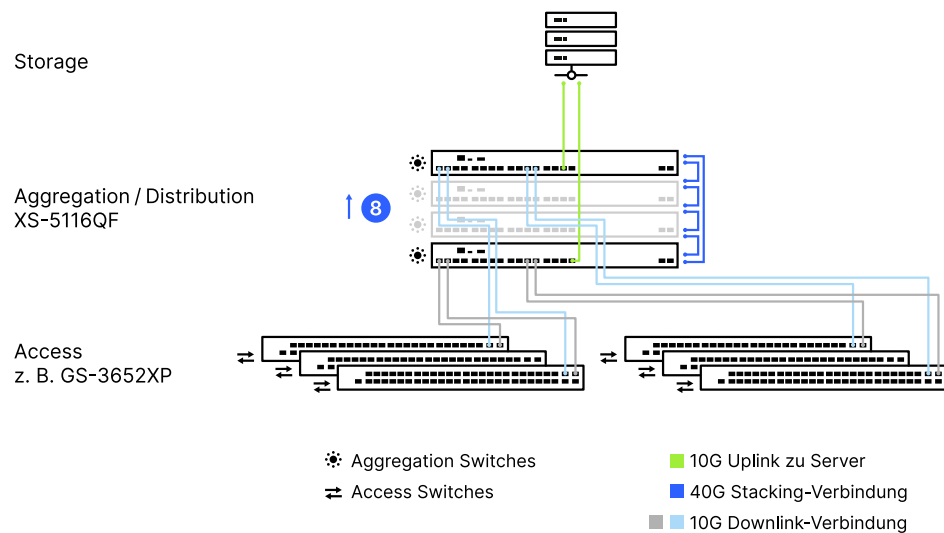 Storage
Aggregation / Distribution
XS-5116QF
8
Access
z. B. GS-3652XP
Aggregation Switches
Access Switches
10G Uplink zu Server
40G Stacking-Verbindung
10G Downlink-Verbindung